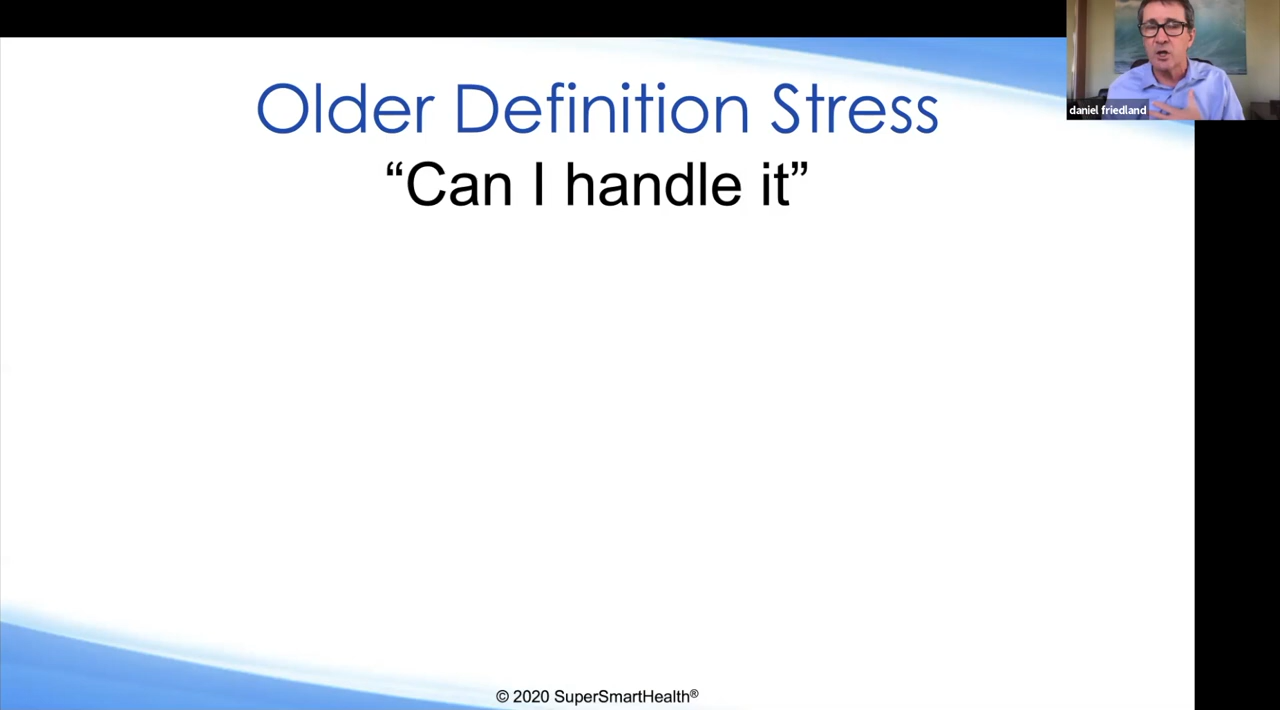 Older Definition Stress
“Can I handle it”
daniel friedland
© 2020 SuperSmartHealth®